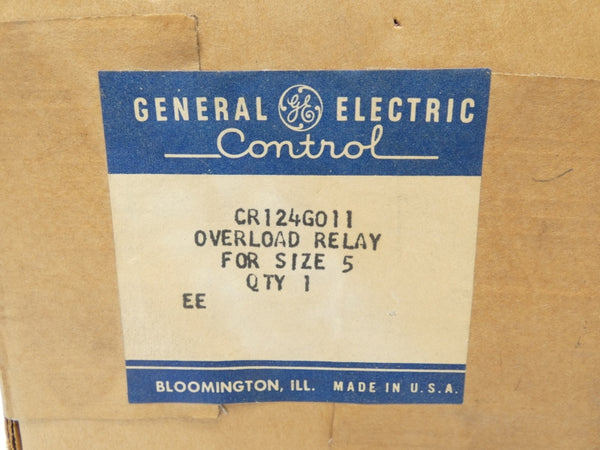 GENERAL GE ELECTRIC
Control
CR124G011
OVERLOAD RELAY
FOR SIZE 5
QTY 1
EE
BLOOMINGTON, ILL. MADE IN U.S.A.